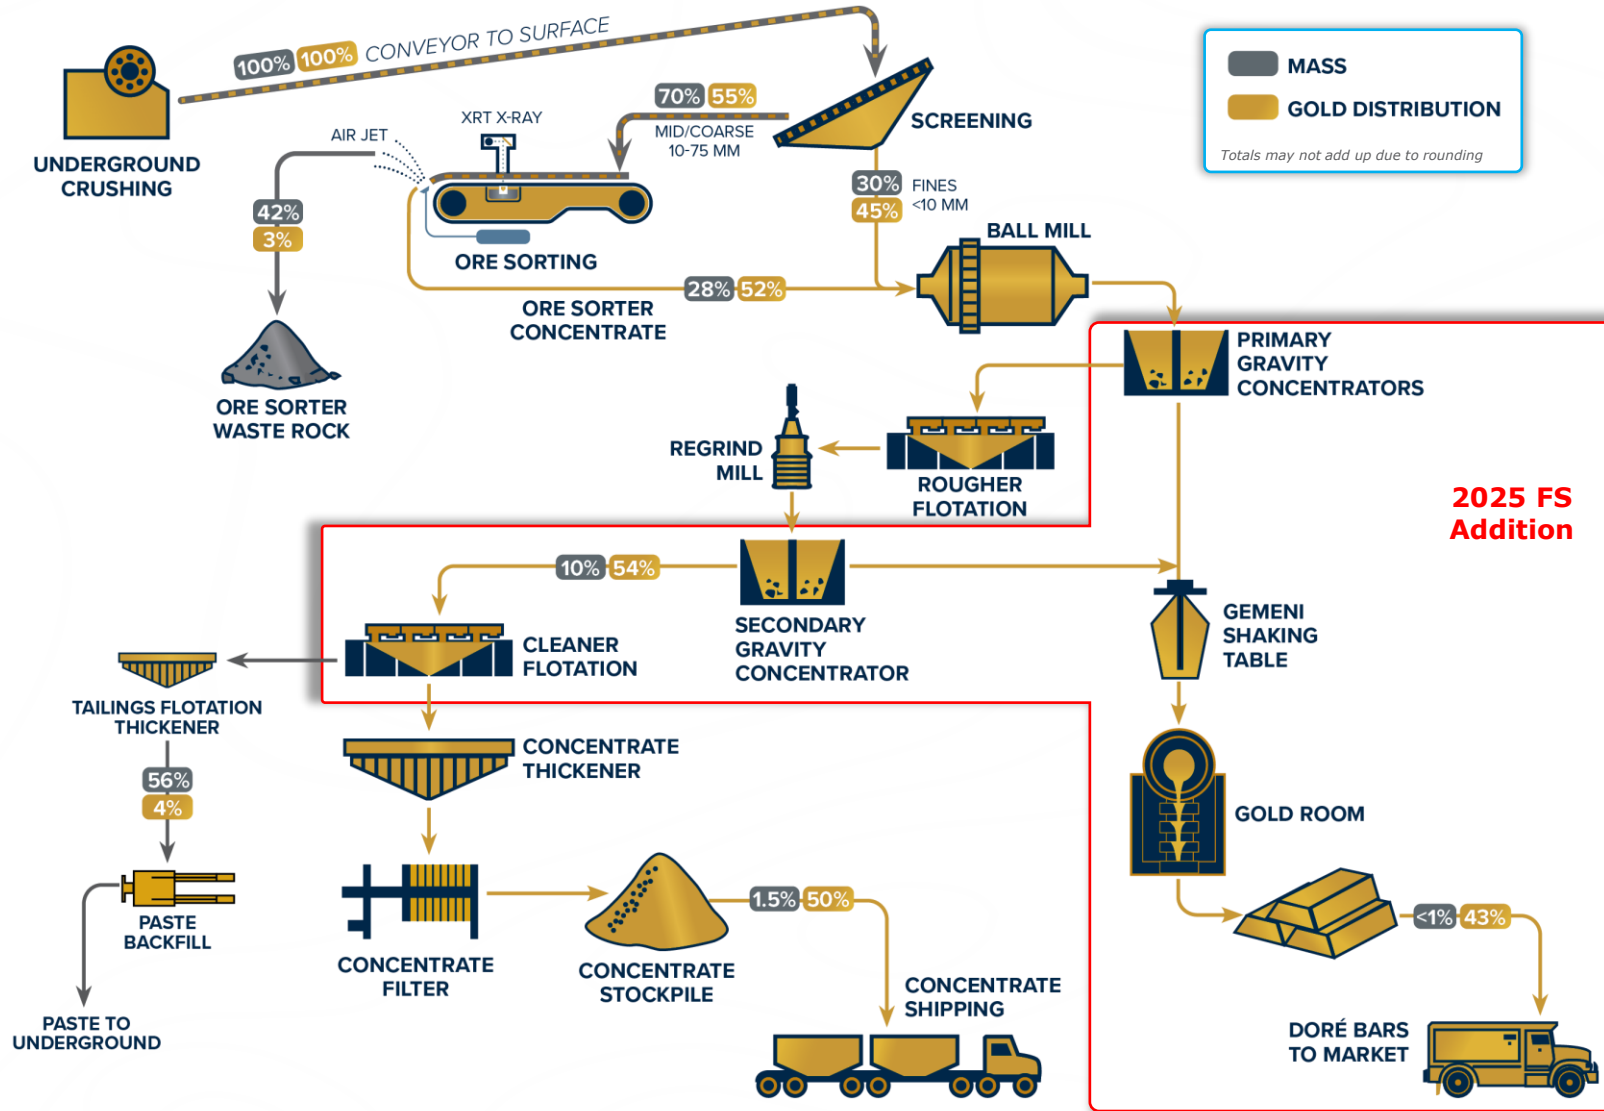 100% 100% CONVEYOR TO SURFACE
MASS
GOLD DISTRIBUTION
Totals may not add up due to rounding
UNDERGROUND
CRUSHING
AIR JET
XRT X-RAY
70% 55%
MID/COARSE
10-75 MM
SCREENING
30%
45%
FINES
<10 MM
42%
3%
ORE SORTING
BALL MILL
28% 52%
ORE SORTER
CONCENTRATE
ORE SORTER
WASTE ROCK
PRIMARY
GRAVITY
CONCENTRATORS
REGRIND
MILL
ROUGHER
FLOTATION
2025 FS
Addition
10% 54%
CLEANER
FLOTATION
SECONDARY
GRAVITY
CONCENTRATOR
GEMENI
SHAKING
TABLE
TAILINGS FLOTATION
THICKENER
56%
4%
CONCENTRATE
THICKENER
GOLD ROOM
PASTE
BACKFILL
CONCENTRATE
FILTER
CONCENTRATE
STOCKPILE
1.5% 50%
<1% 43%
CONCENTRATE
SHIPPING
PASTE TO
UNDERGROUND
DORÉ BARS
TO MARKET